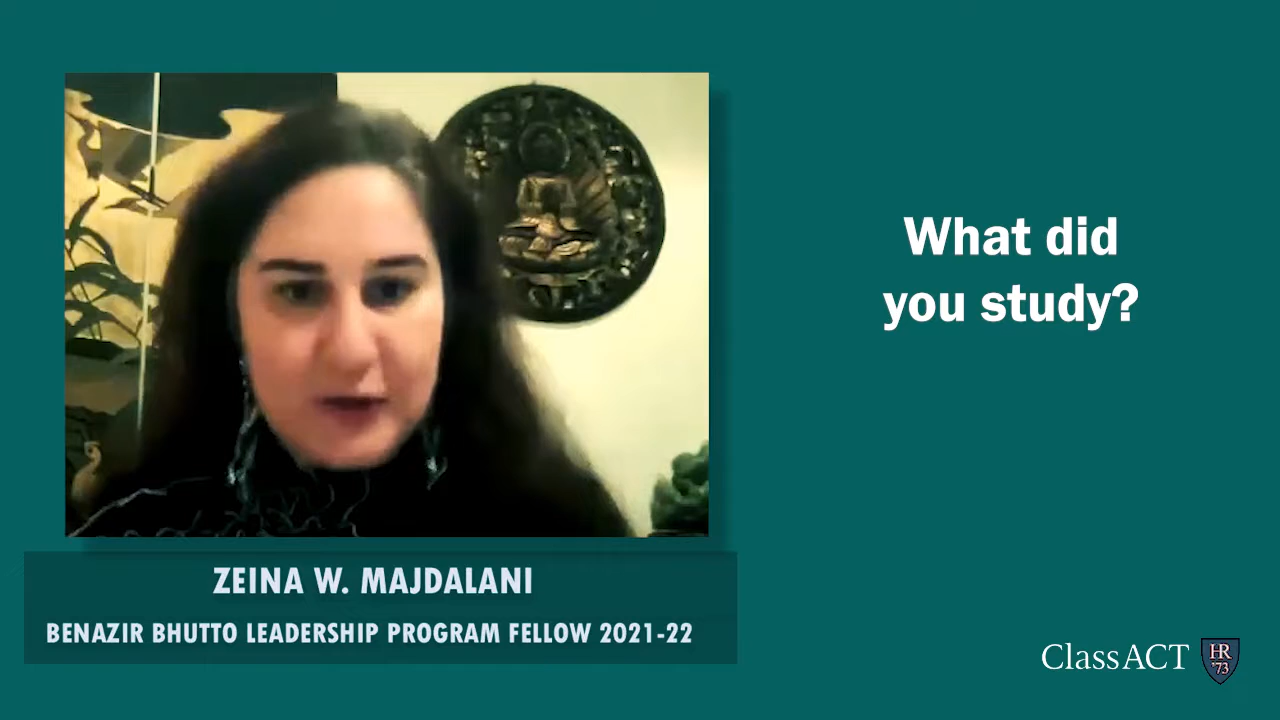 What did
you study?
ZEINA W. MAJDALANI
BENAZIR BHUTTO LEADERSHIP PROGRAM FELLOW 2021-22
ClassACT
HR
'73